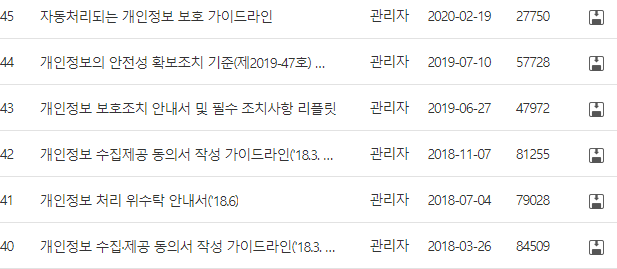 45 자동처리되는 개인정보 보호 가이드라인 관리자 2020-02-19 27750
44 개인정보의 안전성 확보조치 기준(제2019-47호) ... 관리자 2019-07-10 57728
43 개인정보 보호조치 안내서 및 필수 조치사항 리플릿 관리자 2019-06-27 47972
42 개인정보 수집·제공 동의서 작성 가이드라인('18.3. ... 관리자 2018-11-07 81255
41 개인정보 처리 위·수탁 안내서('18.6) 관리자 2018-07-04 79028
40 개인정보 수집·제공 동의서 작성 가이드라인('18.3. ... 관리자 2018-03-26 84509